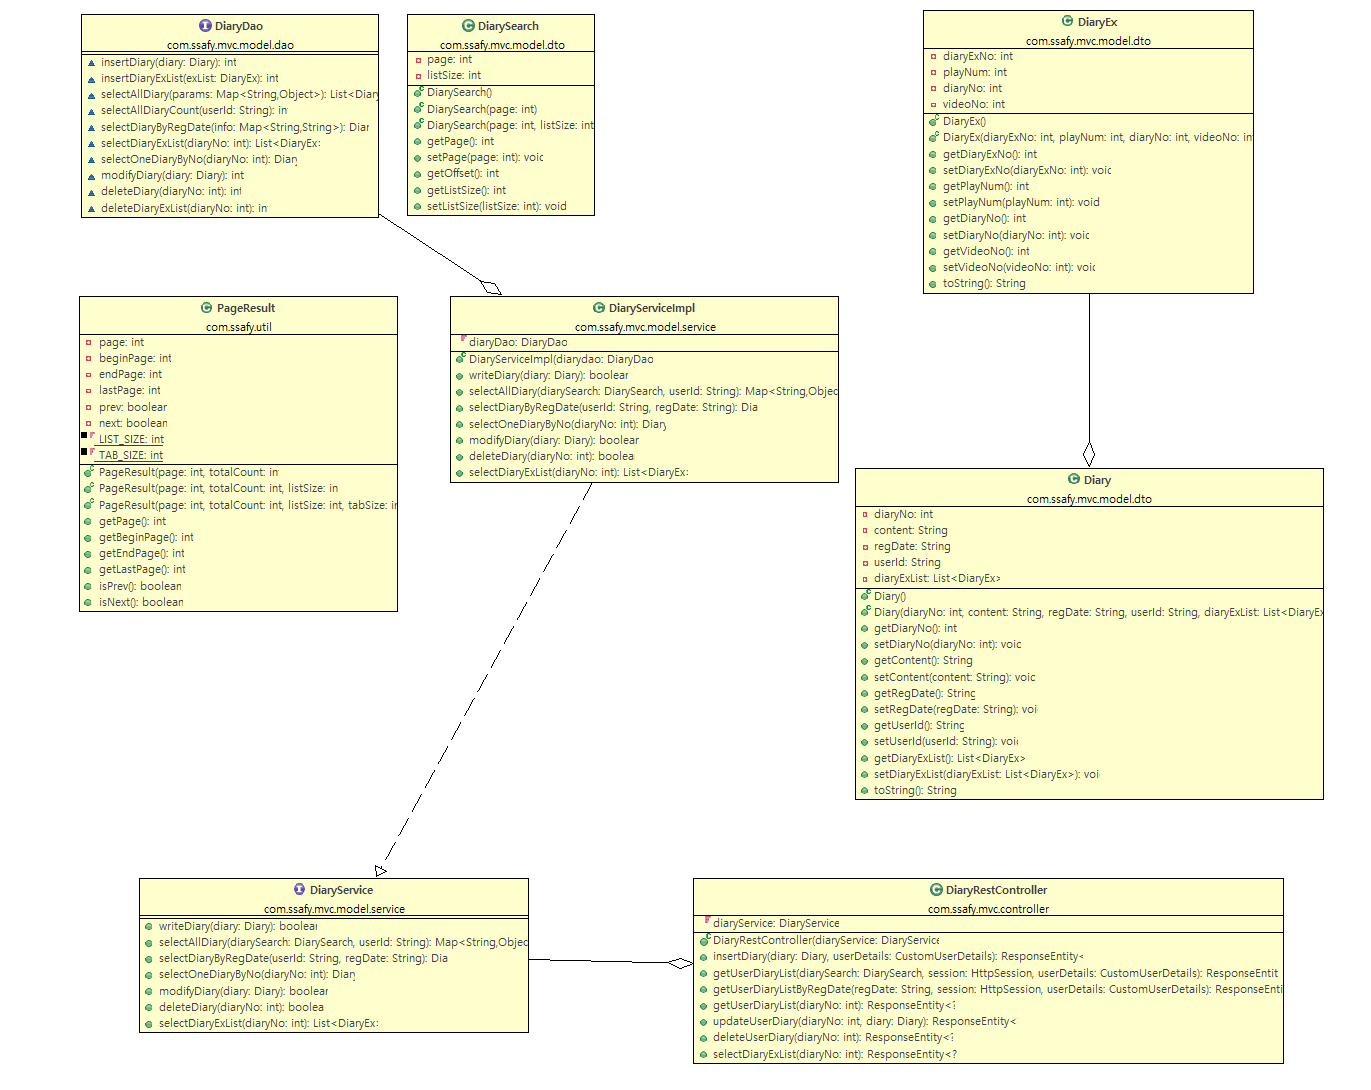 DiaryDao
com.ssafy.mvc.model.dao
insertDiary(diary: Diary): int
insertDiaryExList(exList: DiaryEx): int
selectAllDiary(params: Map<String,Object>): List<Diary
selectAllDiaryCount(userId: String): in
selectDiaryByRegDate(info: Map<String,String>): Diar
selectDiaryExList(diaryNo: int): List<DiaryEx
selectOneDiaryByNo(diaryNo: int): Diary
modifyDiary(diary: Diary): int
deleteDiary(diaryNo: int): int
deleteDiaryExList(diaryNo: int): in
DiarySearch
com.ssafy.mvc.model.dto
page: int
listSize: int
DiarySearch()
DiarySearch(page: int)
DiarySearch(page: int, listSize: int
getPage(): int
setPage(page: int): voic
getOffset(): int
getListSize(): int
setListSize(listSize: int): void
DiaryEx
com.ssafy.mvc.model.dto
diaryExNo: int
playNum: int
diaryNo: int
videoNo: int
DiaryEx()
DiaryEx(diaryExNo: int, playNum: int, diaryNo: int, videoNo: in
getDiaryExNo(): int
setDiaryExNo(diaryExNo: int): voic
getPlayNum(): int
setPlayNum(playNum: int): void
getDiaryNo(): int
setDiaryNo(diaryNo: int): voic
getVideoNo(): int
setVideoNo(videoNo: int): voic
toString(): String
PageResult
com.ssafy.util
page: int
beginPage: int
endPage: int
lastPage: int
prev: boolean
next: boolean
LIST_SIZE: int
TAB_SIZE: int
PageResult(page: int, totalCount: in
PageResult(page: int, totalCount: int, listSize: in
PageResult(page: int, totalCount: int, listSize: int, tabSize: in
getPage(): int
getBeginPage(): int
getEndPage(): int
getLastPage(): int
isPrev(): boolean
isNext(): boolean
DiaryServiceImpl
com.ssafy.mvc.model.service
diaryDao: DiaryDao
DiaryServiceImpl(diarydao: DiaryDao
writeDiary(diary: Diary): boolear
selectAllDiary(diarySearch: DiarySearch, userId: String): Map<String,Objec
selectDiaryByRegDate(userId: String, regDate: String): Dia
selectOneDiaryByNo(diaryNo: int): Diary
modifyDiary(diary: Diary): boolear
deleteDiary(diaryNo: int): boolea
selectDiaryExList(diaryNo: int): List<DiaryEx
Diary
com.ssafy.mvc.model.dto
diaryNo: int
content: String
regDate: String
userId: String
diaryExList: List<DiaryEx>
Diary()
Diary(diaryNo: int, content: String, regDate: String, userId: String, diaryExList: List<DiaryEx
getDiaryNo(): int
setDiaryNo(diaryNo: int): voic
getContent(): String
setContent(content: String): voic
getRegDate(): String
setRegDate(regDate: String): voi
getUserId(): String
setUserId(userId: String): voic
getDiaryExList(): List<DiaryEx>
setDiaryExList(diaryExList: List<DiaryEx>): voi
toString(): String
DiaryService
com.ssafy.mvc.model.service
writeDiary(diary: Diary): boolear
selectAllDiary(diarySearch: DiarySearch, userId: String): Map<String,Objec
selectDiaryByRegDate(userId: String, regDate: String): Dia
selectOneDiaryByNo(diaryNo: int): Diary
modifyDiary(diary: Diary): boolear
deleteDiary(diaryNo: int): boolea
selectDiaryExList(diaryNo: int): List<DiaryEx
DiaryRestController
com.ssafy.mvc.controller
diaryService: DiaryService
DiaryRestController(diaryService: DiaryService
insertDiary(diary: Diary, userDetails: CustomUserDetails): ResponseEntity<
getUserDiaryList(diarySearch: DiarySearch, session: HttpSession, userDetails: CustomUserDetails): ResponseEntit
getUserDiaryListByRegDate(regDate: String, session: HttpSession, userDetails: CustomUserDetails): ResponseEnti
getUserDiaryList(diaryNo: int): ResponseEntity<?
updateUserDiary(diaryNo: int, diary: Diary): ResponseEntity<
deleteUserDiary(diaryNo: int): ResponseEntity<?
selectDiaryExList(diaryNo: int): ResponseEntity<?